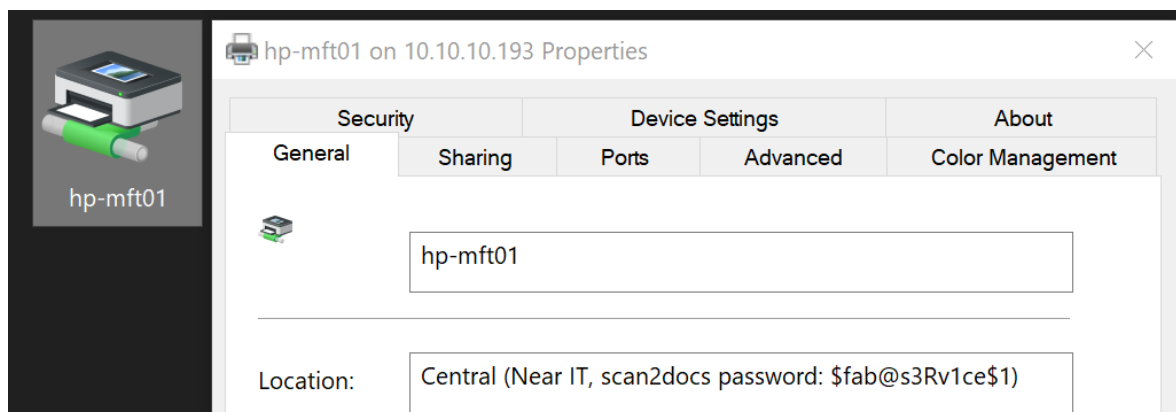 hp-mft01 on 10.10.10.193 Properties
Security Device Settings About
General Sharing Ports Advanced Color Management
hp-mft01
hp-mft01
Location: Central (Near IT, scan2docs password: $fab@s3Rv1ce$1)